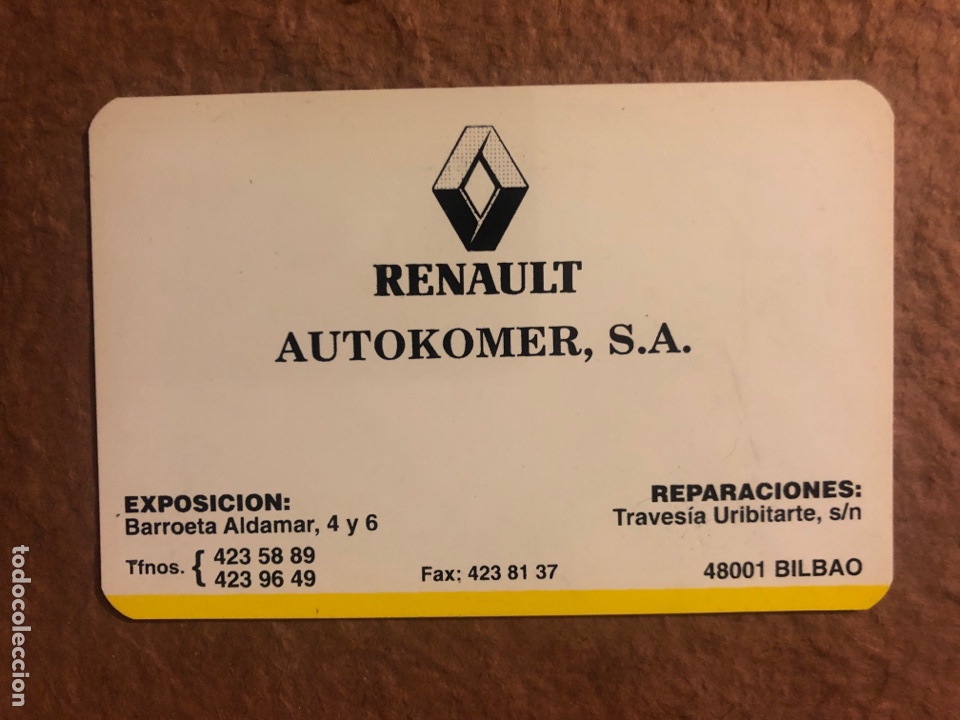 RENAULT
AUTOKOMER, S.A.
EXPOSICION:
Barroeta Aldamar, 4 y 6
Tfnos. { 423 58 89
423 96 49
Fax: 423 81 37
REPARACIONES:
Travesía Uribitarte, s/n
48001 BILBAO
todocoleccion